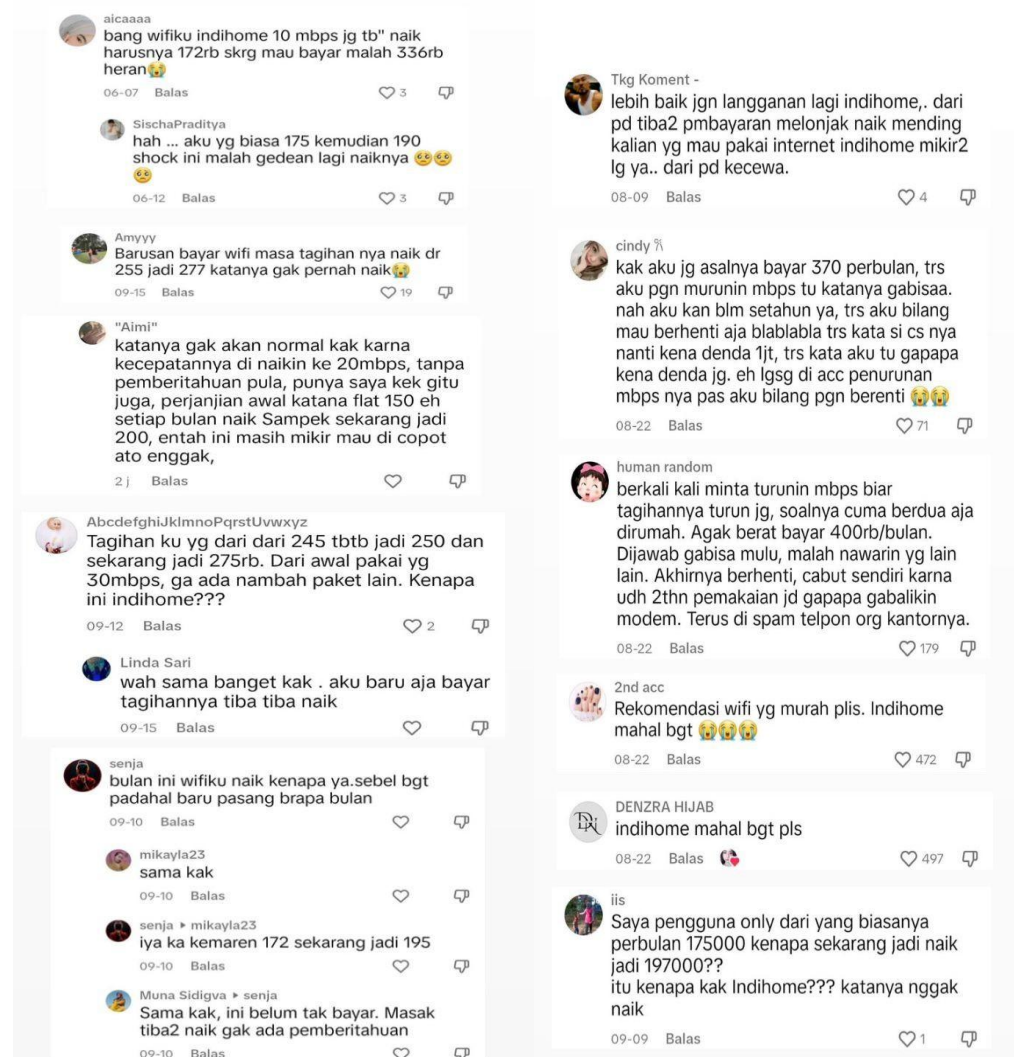 aicaaaa
bang wifiku indihome 10 mbps jg tb" naik
harusnya 172rb skrg mau bayar malah 336rb
heran😭
06-07 Balas 3
SischaPraditya
hah ... aku yg biasa 175 kemudian 190
shock ini malah gedean lagi naiknya 🥺🥺
🥺
06-12 Balas 3
Amyyy
Barusan bayar wifi masa tagihan nya naik dr
255 jadi 277 katanya gak pernah naik😭
09-15 Balas 19
"Aimi"
katanya gak akan normal kak karna
kecepatannya di naikin ke 20mbps, tanpa
pemberitahuan pula, punya saya kek gitu
juga, perjanjian awal katana flat 150 eh
setiap bulan naik Sampek sekarang jadi
200, entah ini masih mikir mau di copot
ato enggak,
2 j Balas
AbcdefghiJklmnoPqrstUvwxyz
Tagihan ku yg dari dari 245 tbtb jadi 250 dan
sekarang jadi 275rb. Dari awal pakai yg
30mbps, ga ada nambah paket lain. Kenapa
ini indihome???
09-12 Balas 2
Linda Sari
wah sama banget kak . aku baru aja bayar
tagihannya tiba tiba naik
09-15 Balas
senja
bulan ini wifiku naik kenapa ya.sebel bgt
padahal baru pasang brapa bulan
09-10 Balas
mikayla23
sama kak
09-10 Balas
senja ▸ mikayla23
iya ka kemaren 172 sekarang jadi 195
09-10 Balas
Muna Sidigva ▸ senja
Sama kak, ini belum tak bayar. Masak
tiba2 naik gak ada pemberitahuan
09-10 Balas
Tkg Koment -
lebih baik jgn langganan lagi indihome,. dari
pd tiba2 pmbayaran melonjak naik mending
kalian yg mau pakai internet indihome mikir2
lg ya.. dari pd kecewa.
08-09 Balas 4
cindy
kak aku jg asalnya bayar 370 perbulan, trs
aku pgn murunin mbps tu katanya gabisaa.
nah aku kan blm setahun ya, trs aku bilang
mau berhenti aja blablabla trs kata si cs nya
nanti kena denda 1jt, trs kata aku tu gapapa
kena denda jg. eh lgsg di acc penurunan
mbps nya pas aku bilang pgn berenti 😭😭
08-22 Balas 71
human random
berkali kali minta turunin mbps biar
tagihannya turun jg, soalnya cuma berdua aja
dirumah. Agak berat bayar 400rb/bulan.
Dijawab gabisa mulu, malah nawarin yg lain
lain. Akhirnya berhenti, cabut sendiri karna
udh 2thn pemakaian jd gapapa gabalikin
modem. Terus di spam telpon org kantornya.
08-22 Balas 179
2nd acc
Rekomendasi wifi yg murah plis. Indihome
mahal bgt 😭😭😭
08-22 Balas 472
DENZRA HIJAB
indihome mahal bgt pls
08-22 Balas 497
iis
Saya pengguna only dari yang biasanya
perbulan 175000 kenapa sekarang jadi naik
jadi 197000??
itu kenapa kak Indihome??? katanya nggak
naik
09-09 Balas 1